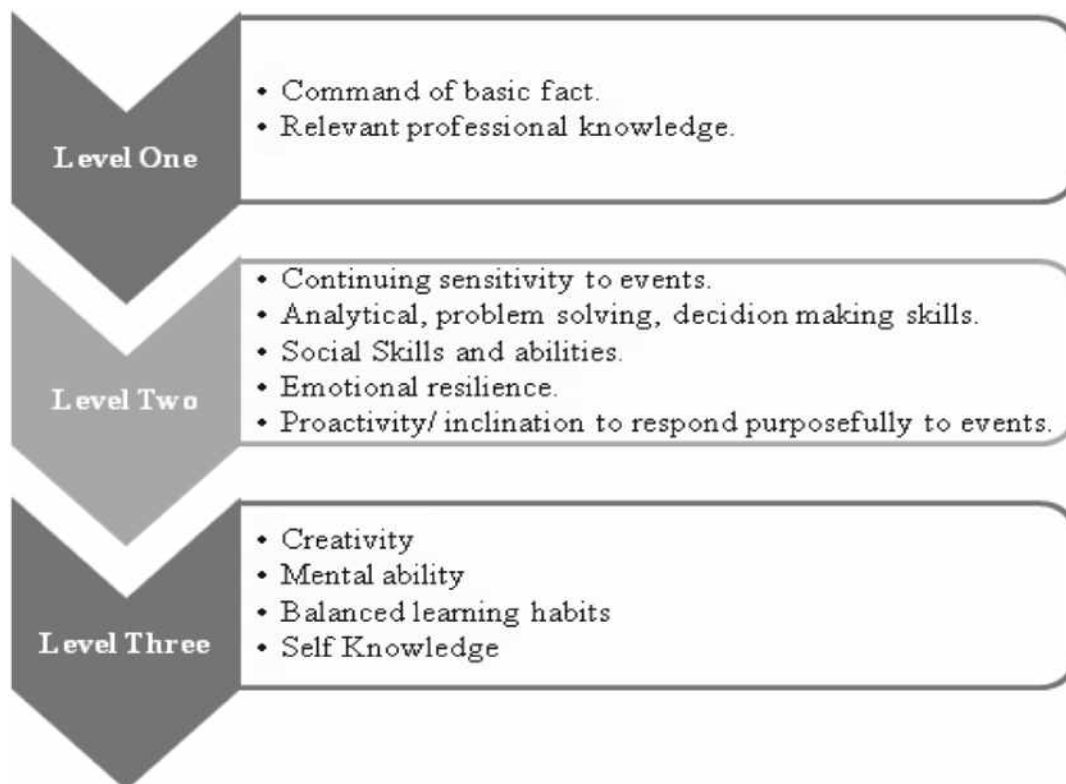 Level One
• Command of basic fact.
• Relevant professional knowledge.
Level Two
• Continuing sensitivity to events.
• Analytical, problem solving, decidion making skills.
• Social Skills and abilities.
• Emotional resilience.
• Proactivity/ inclination to respond purposefully to events.
Level Three
• Creativity
• Mental ability
• Balanced learning habits
• Self Knowledge